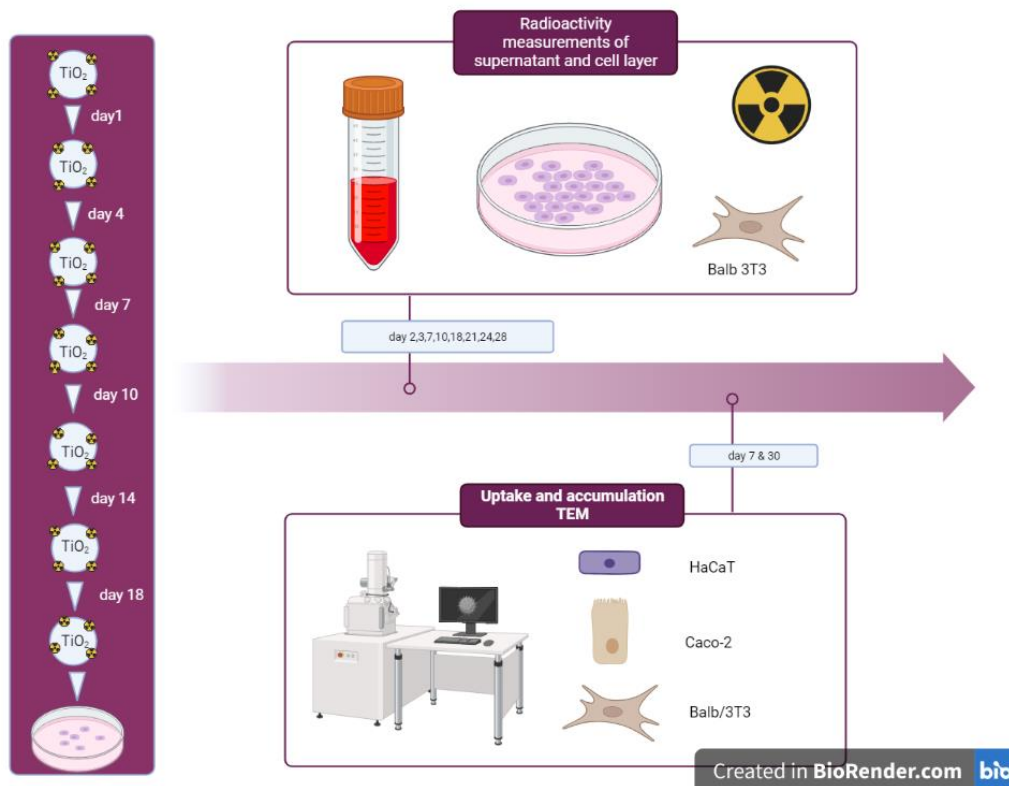 TiO₂
day1
TiO₂
day 4
TiO₂
day 7
TiO₂
day 10
TiO₂
day 14
TiO₂
day 18
TiO₂
Radioactivity
measurements of
supernatant and cell layer
Balb 3T3
day 2,3,7,10,18,21,24,28
day 7 & 30
Uptake and accumulation
TEM
HaCaT
Caco-2
Balb/3T3
Created in BioRender.com bio